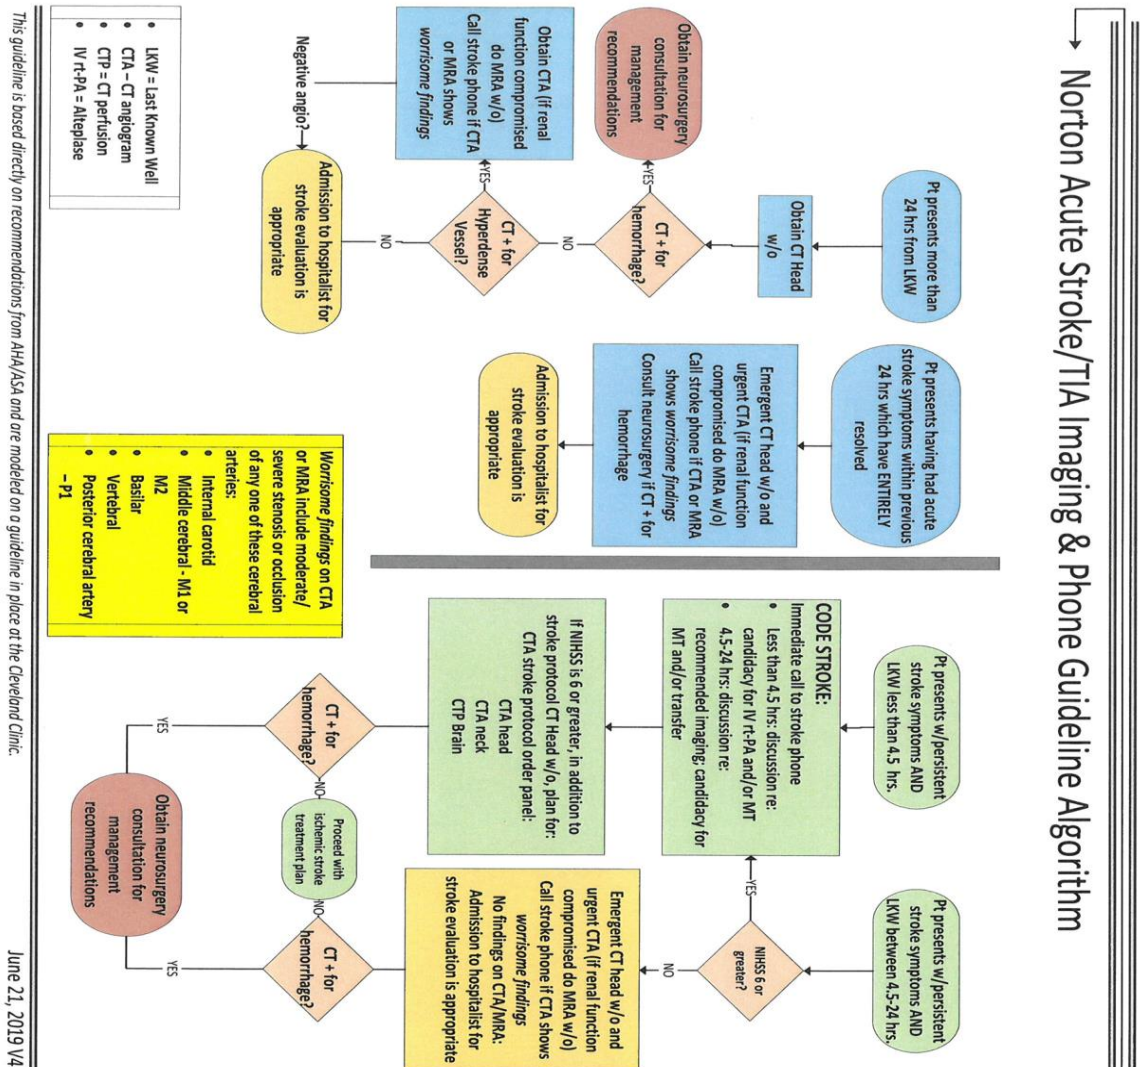 Norton Acute Stroke/TIA Imaging & Phone Guideline Algorithm
Pt presents more than
24 hrs from LKW
Obtain CT Head
w/o
CT + for
hemorrhage?
YES
Obtain neurosurgery
consultation for
management
recommendations
NO
CT + for
Hyperdense
Vessel?
YES
Obtain CTA (if renal
function compromised
do MRA w/o)
Call stroke phone if CTA
or MRA shows
worrisome findings
Negative angio?
NO
Admission to hospitalist for
stroke evaluation is
appropriate
Pt presents having had acute
stroke symptoms within previous
24 hrs which have ENTIRELY
resolved
Emergent CT head w/o and
urgent CTA (if renal function
compromised do MRA w/o)
Call stroke phone if CTA or MRA
shows worrisome findings
Consult neurosurgery if CT + for
hemorrhage
Admission to hospitalist for
stroke evaluation is
appropriate
Pt presents w/persistent
stroke symptoms AND
LKW less than 4.5 hrs.
CODE STROKE:
Immediate call to stroke phone
• Less than 4.5 hrs: discussion re:
candidacy for IV rt-PA and/or MT
• 4.5-24 hrs: discussion re:
recommended imaging; candidacy for
MT and/or transfer
If NIHSS is 6 or greater, in addition to
stroke protocol CT Head w/o, plan for:
CTA stroke protocol order panel:
CTA head
CTA neck
CTP Brain
CT + for
hemorrhage?
NO
Proceed with
ischemic stroke
treatment plan
YES
Obtain neurosurgery
consultation for
management
recommendations
Pt presents w/persistent
stroke symptoms AND
LKW between 4.5-24 hrs.
NIHSS 6 or
greater?
YES
NO
Emergent CT head w/o and
urgent CTA (if renal function
compromised do MRA w/o)
Call stroke phone if CTA shows
worrisome findings
No findings on CTA/MRA:
Admission to hospitalist for
stroke evaluation is appropriate
CT + for
hemorrhage?
NO
YES
• LKW = Last Known Well
• CTA – CT angiogram
• CTP = CT perfusion
• IV rt-PA = Alteplase
Worrisome findings on CTA
or MRA include moderate/
severe stenosis or occlusion
of any one of these cerebral
arteries:
• Internal carotid
• Middle cerebral - M1 or
M2
• Basilar
• Vertebral
• Posterior cerebral artery
– P1
This guideline is based directly on recommendations from AHA/ASA and are modeled on a guideline in place at the Cleveland Clinic.
June 21, 2019 V4